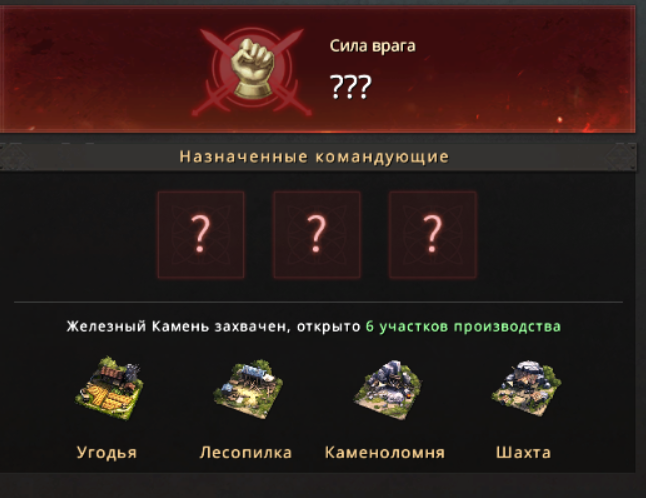 Сила врага
???
Назначенные командующие
? ? ?
Железный Камень захвачен, открыто 6 участков производства
Угодья Лесопилка Каменоломня Шахта